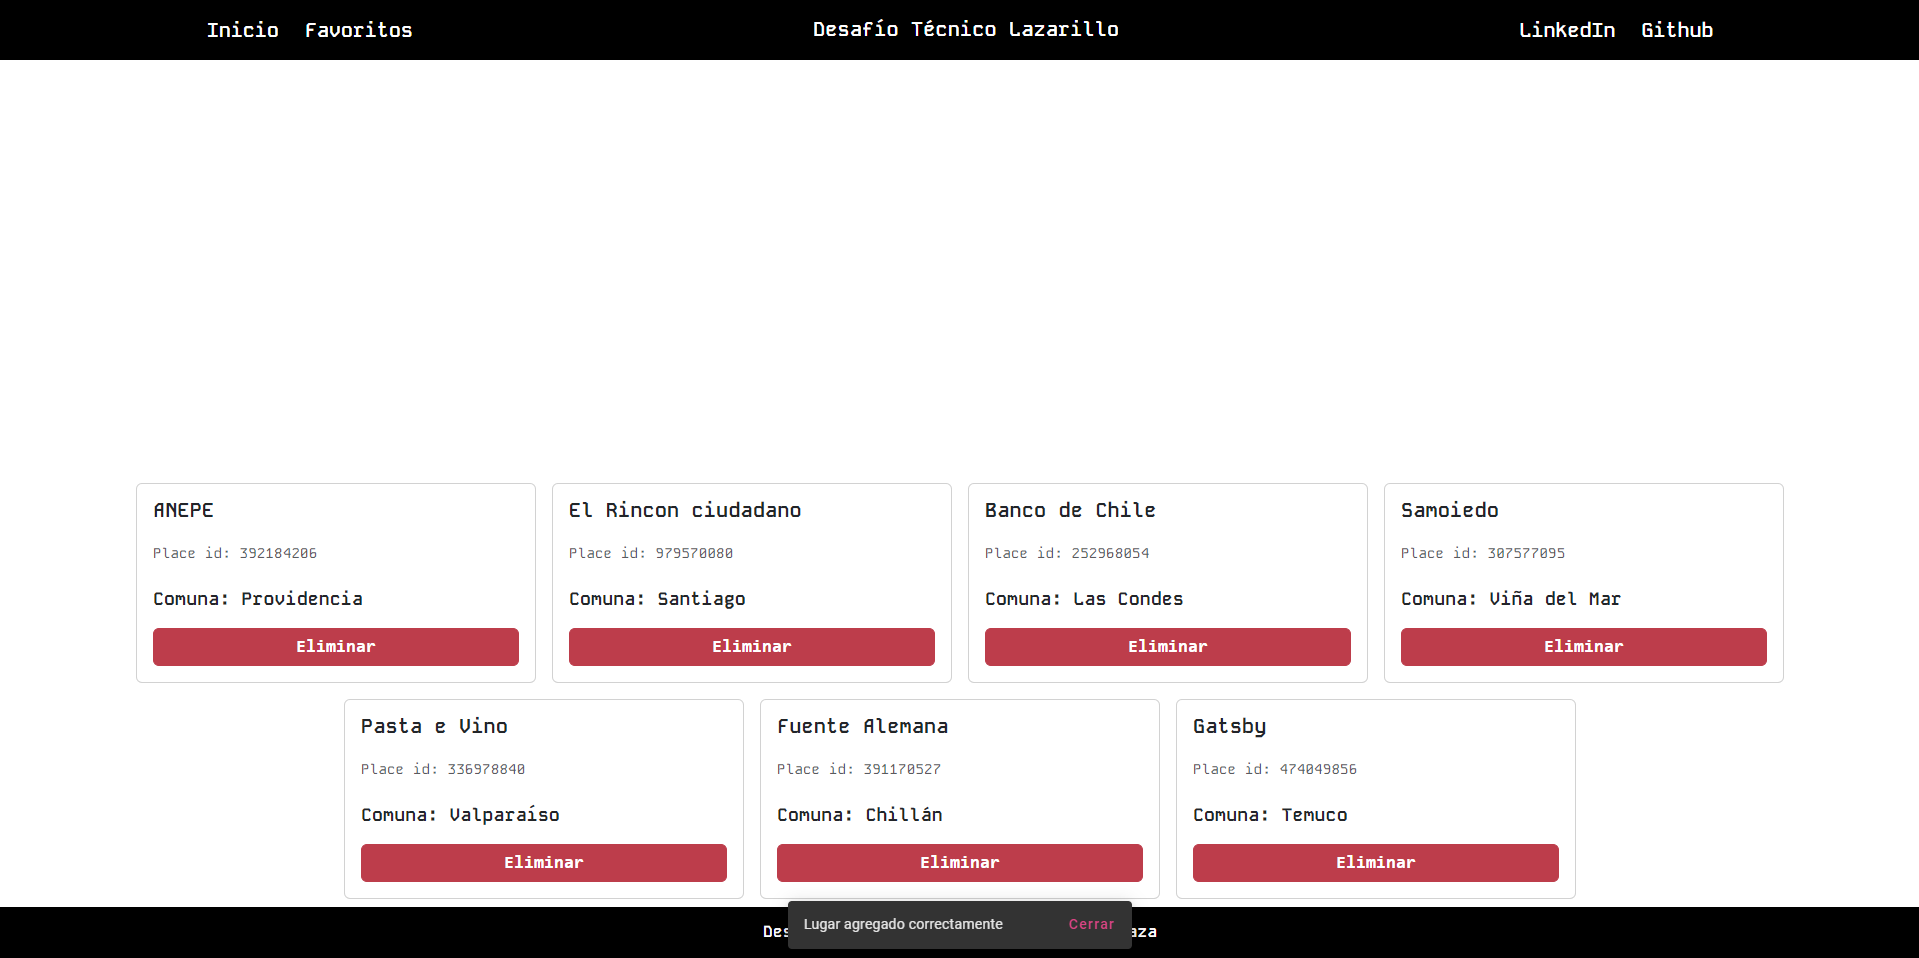 Inicio Favoritos
Desafío Técnico Lazarillo
LinkedIn Github
ANEPE
Place id: 392184206
Comuna: Providencia
Eliminar
El Rincon ciudadano
Place id: 979570080
Comuna: Santiago
Eliminar
Banco de Chile
Place id: 252968054
Comuna: Las Condes
Eliminar
Samoiedo
Place id: 307577095
Comuna: Viña del Mar
Eliminar
Pasta e Vino
Place id: 336978840
Comuna: Valparaíso
Eliminar
Fuente Alemana
Place id: 391170527
Comuna: Chillán
Eliminar
Gatsby
Place id: 474049856
Comuna: Temuco
Eliminar
Lugar agregado correctamente Cerrar